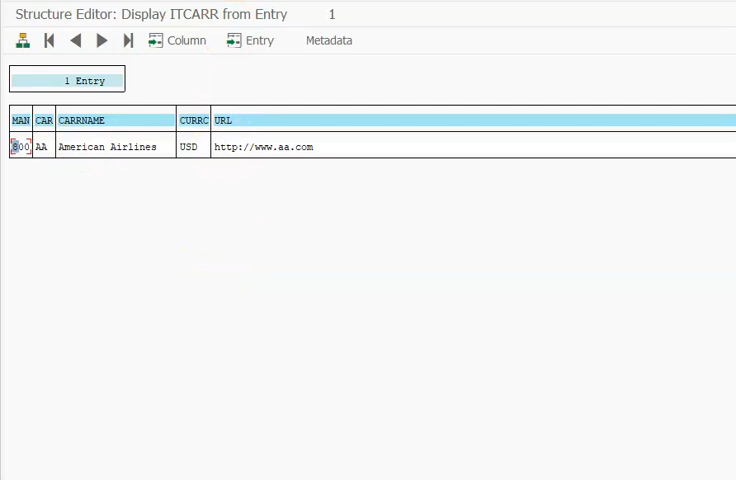 Structure Editor: Display ITCARR from Entry 1
Column Entry Metadata
1 Entry
MAN CAR CARRNAME CURRC URL
800 AA American Airlines USD http://www.aa.com